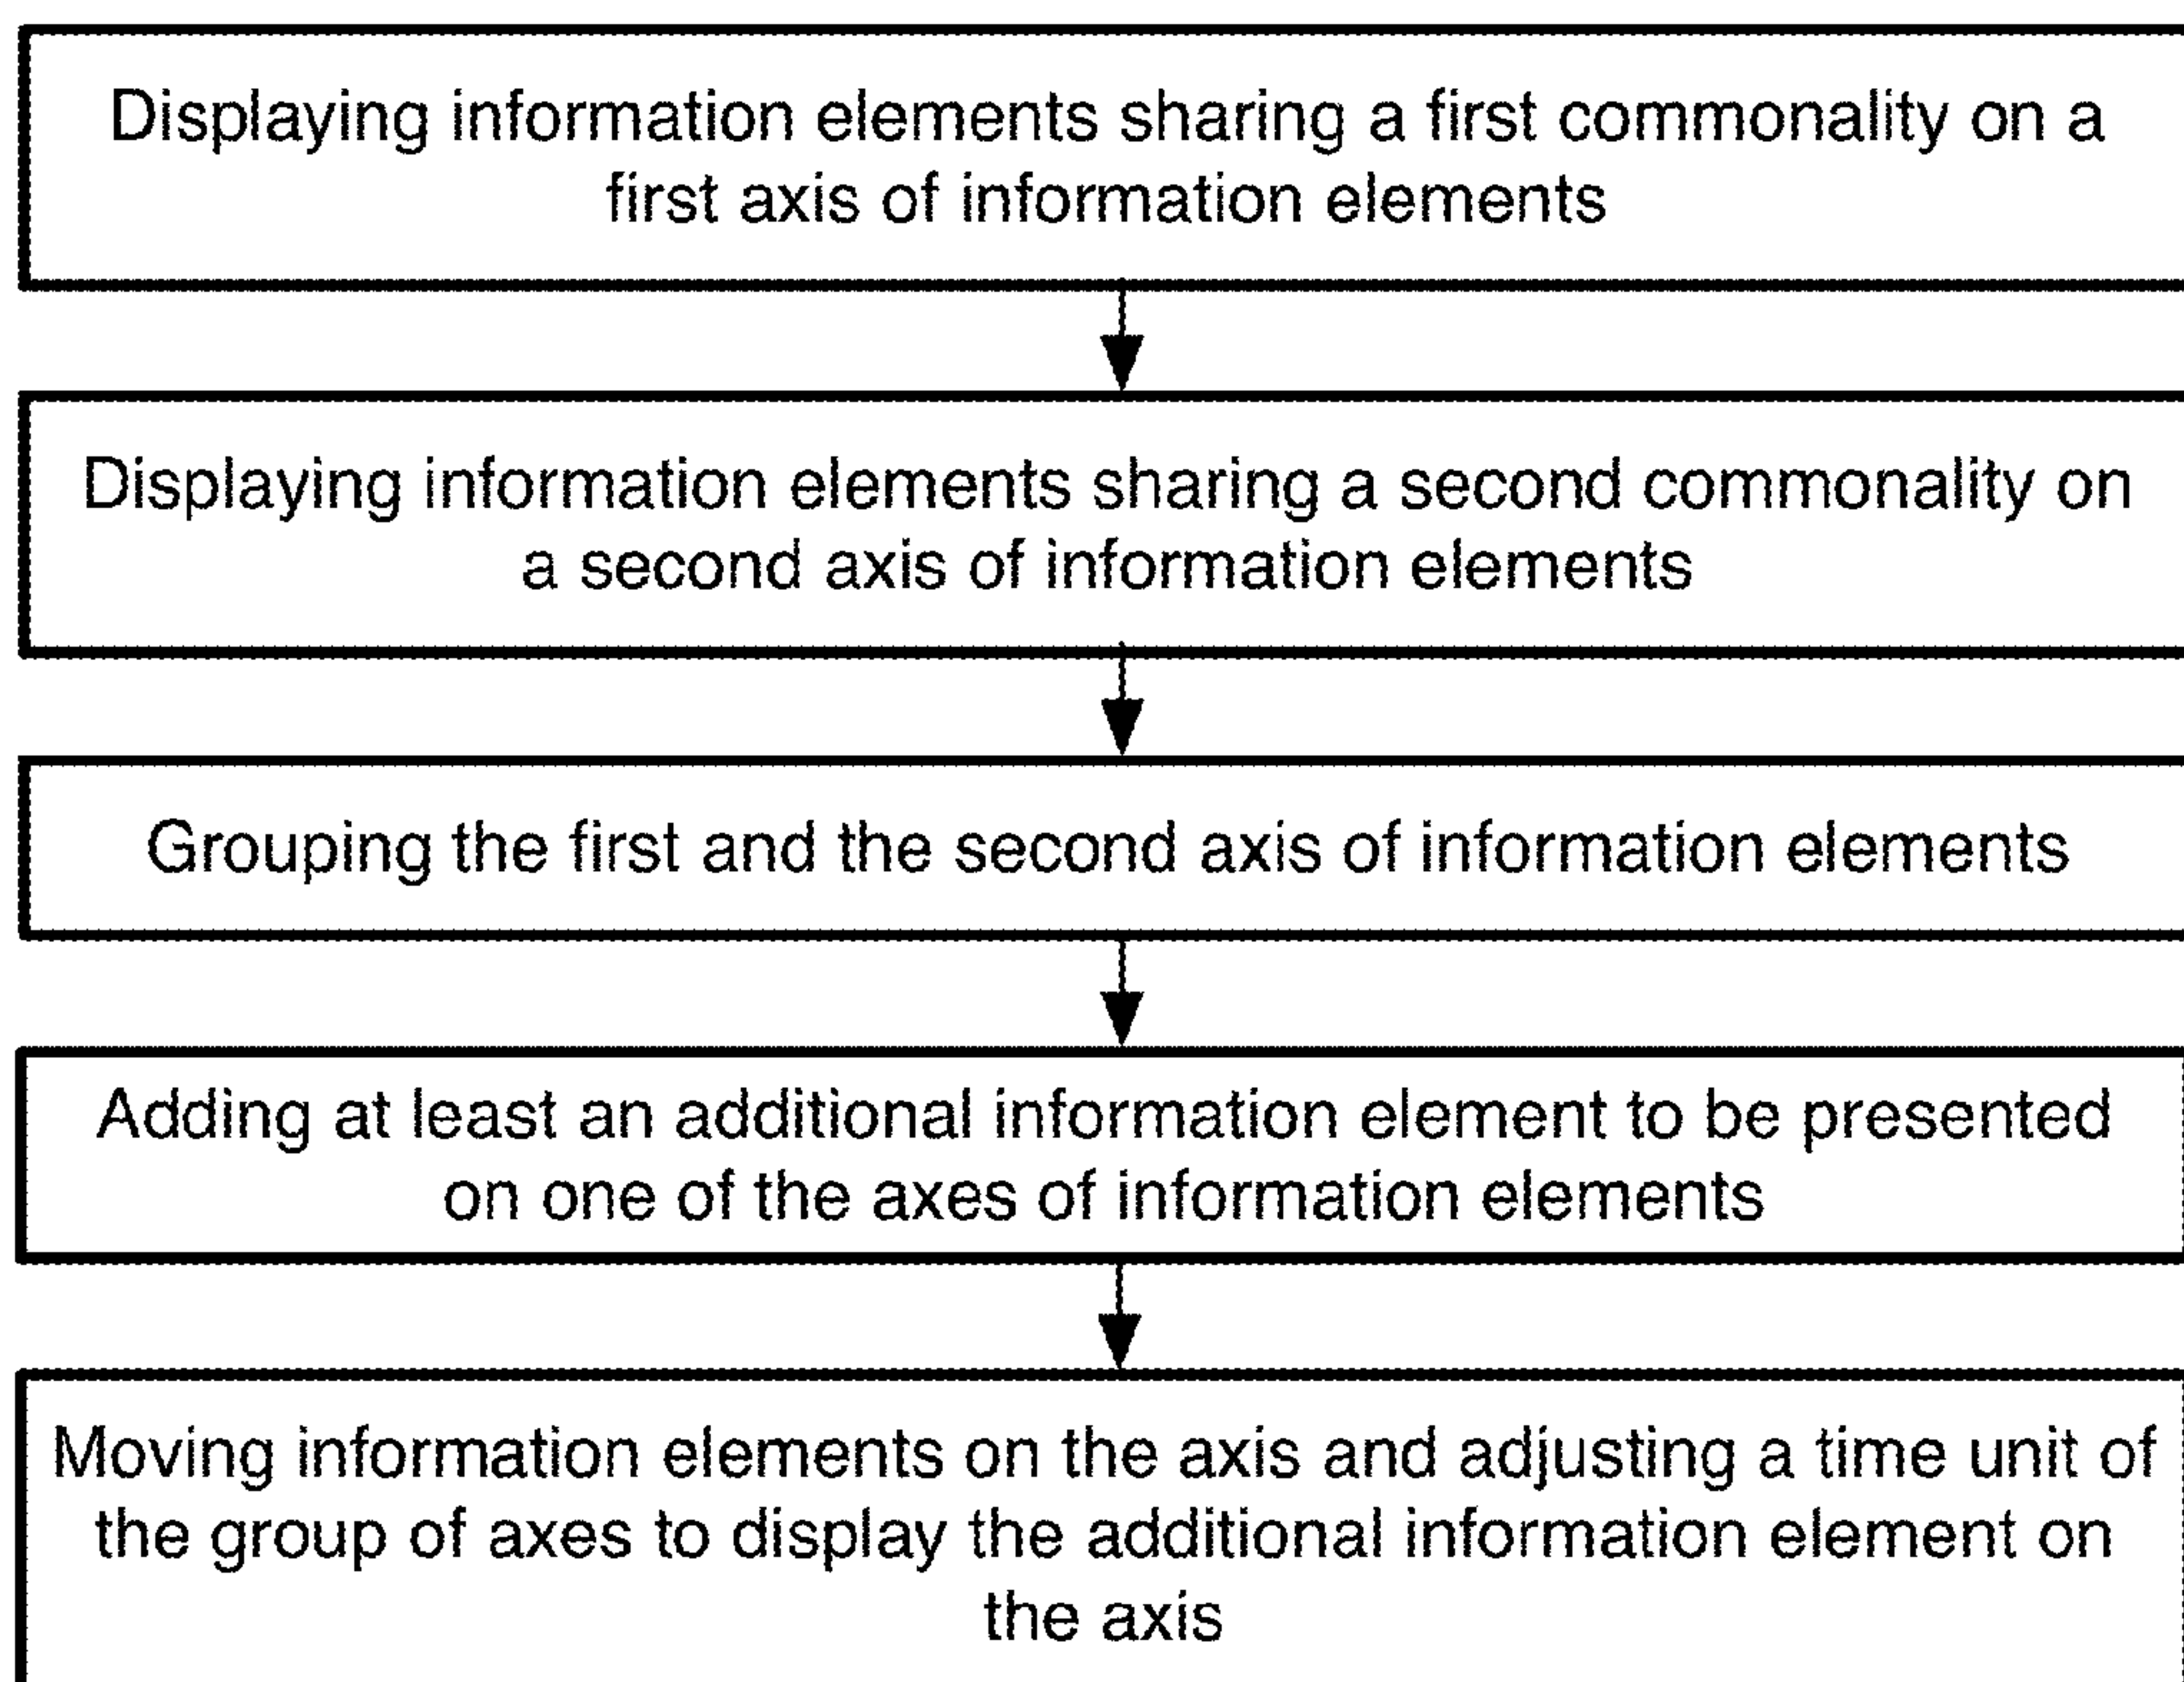 Displaying information elements sharing a first commonality on a
first axis of information elements
Displaying information elements sharing a second commonality on
a second axis of information elements
Grouping the first and the second axis of information elements
Adding at least an additional information element to be presented
on one of the axes of information elements
Moving information elements on the axis and adjusting a time unit of
the group of axes to display the additional information element on
the axis